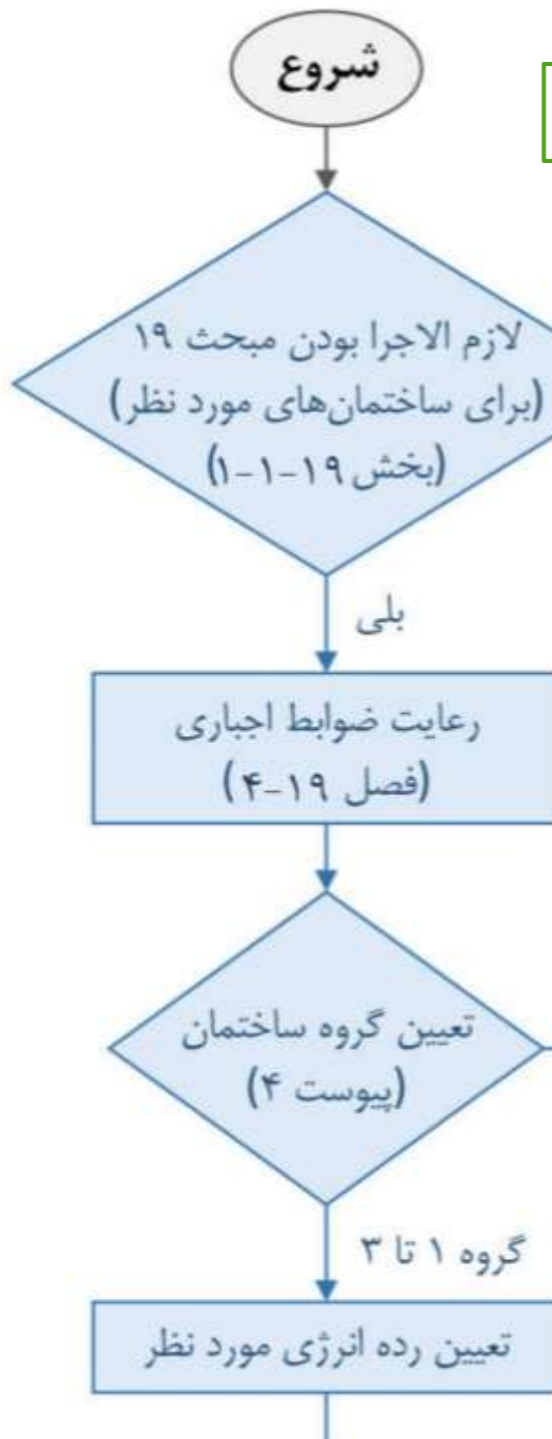 شروع
لازم الاجرا بودن مبحث ۱۹
(برای ساختمان‌های مورد نظر)
(بخش ۱۹-۱-۱)
بلی
رعایت ضوابط اجباری
(فصل ۱۹-۴)
تعیین گروه ساختمان
(پیوست ۴)
گروه ۱ تا ۳
تعیین رده انرژی مورد نظر